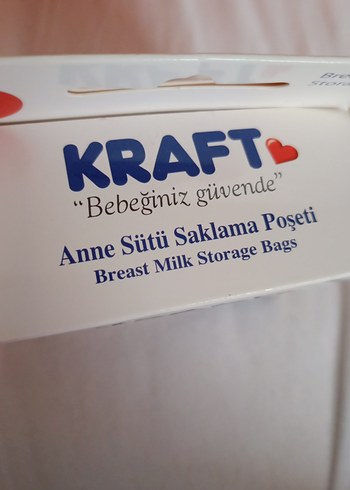 KRAFT
"Bebeğiniz güvende"
Anne Sütü Saklama Poşeti
Breast Milk Storage Bags